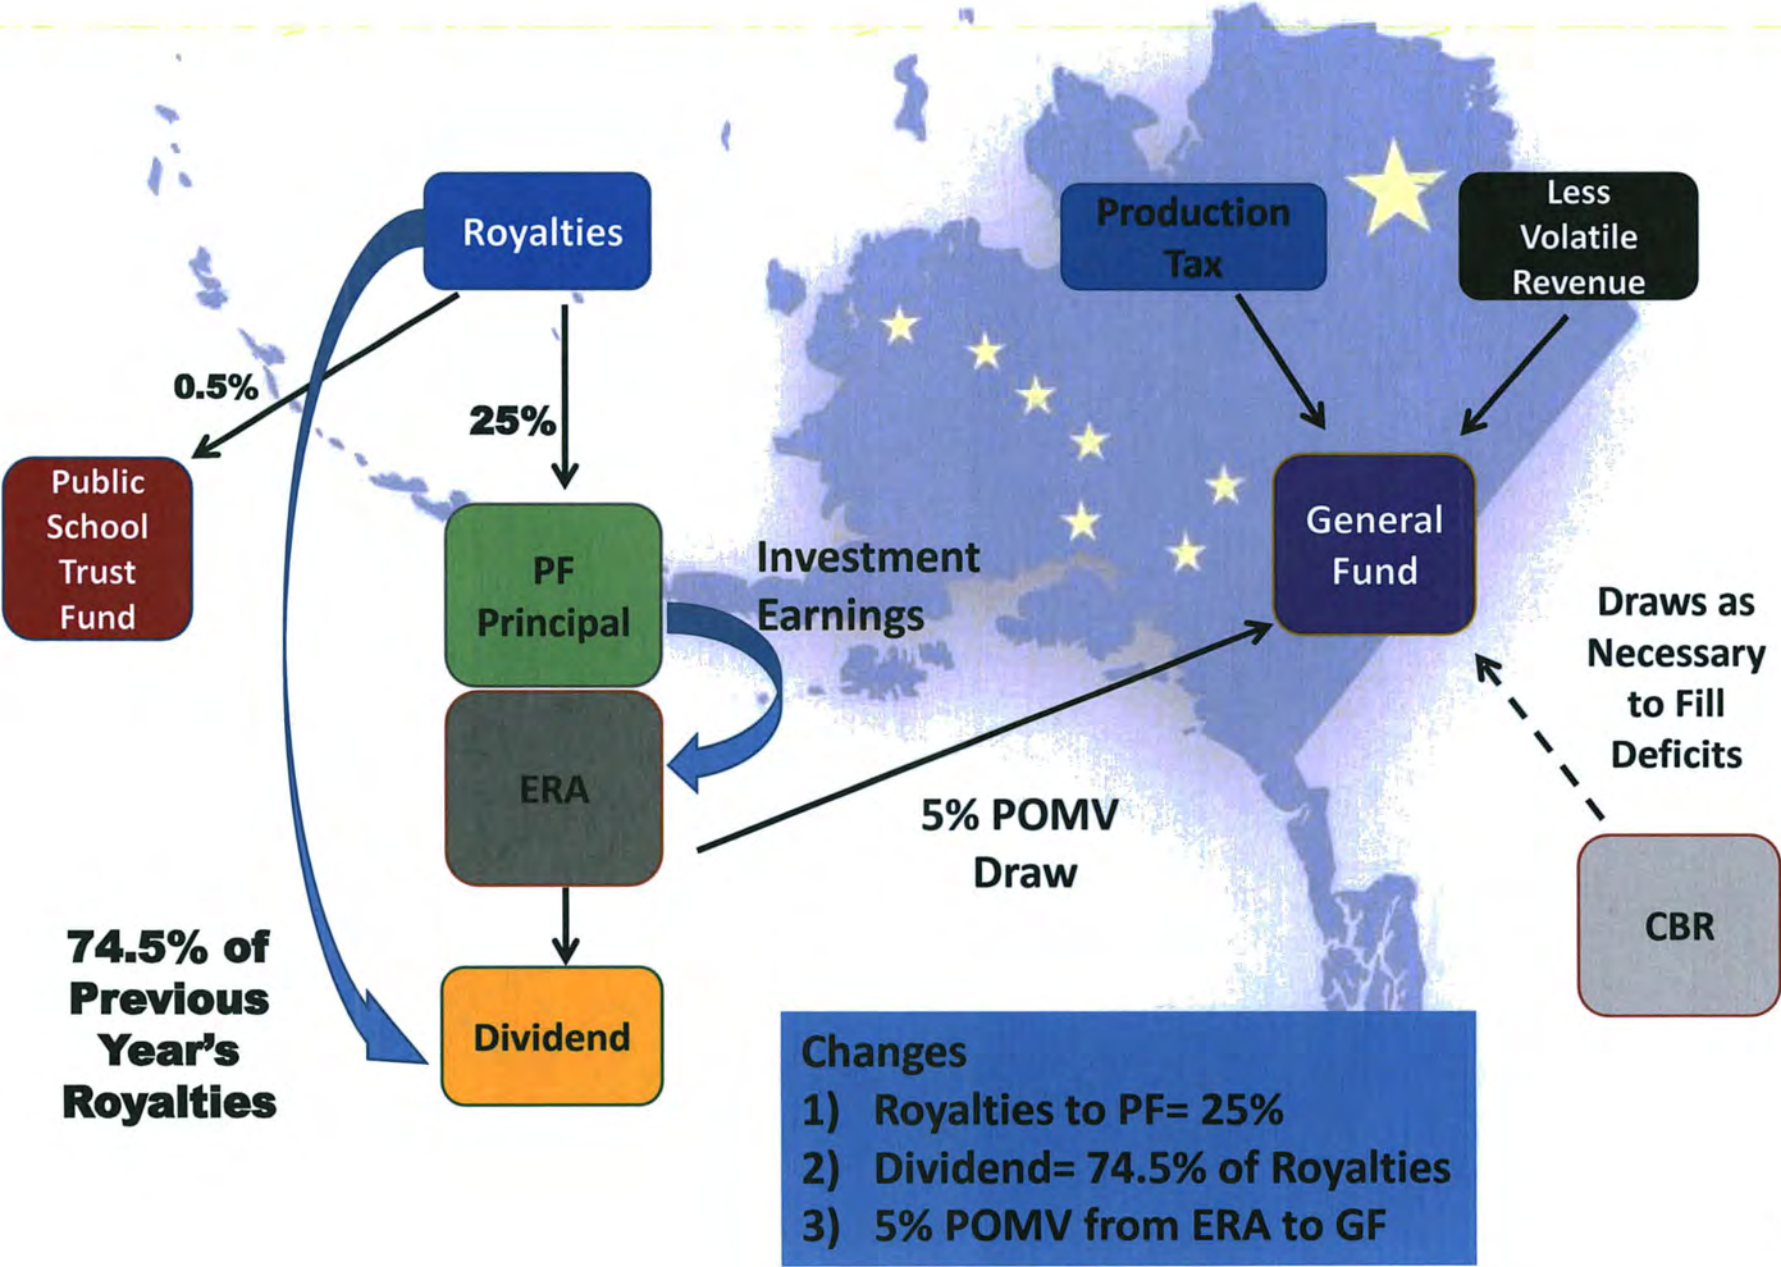 Royalties
Production
Tax
Less
Volatile
Revenue
0.5%
25%
Public
School
Trust
Fund
PF
Principal
Investment
Earnings
General
Fund
Draws as
Necessary
to Fill
Deficits
ERA
5% POMV
Draw
CBR
74.5% of
Previous
Year's
Royalties
Dividend
Changes
1) Royalties to PF= 25%
2) Dividend= 74.5% of Royalties
3) 5% POMV from ERA to GF